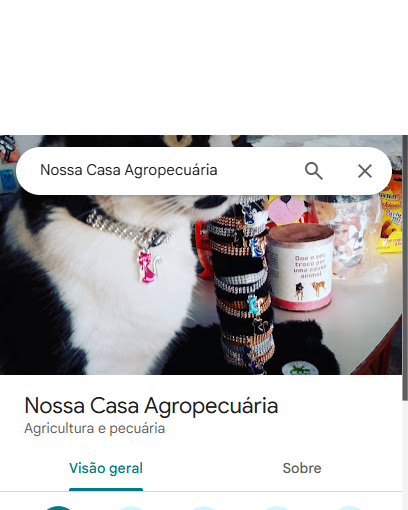 Nossa Casa Agropecuária
Doe o seu
troco por
uma causa
animal
Nossa Casa Agropecuária
Agricultura e pecuária
Visão geral
Sobre